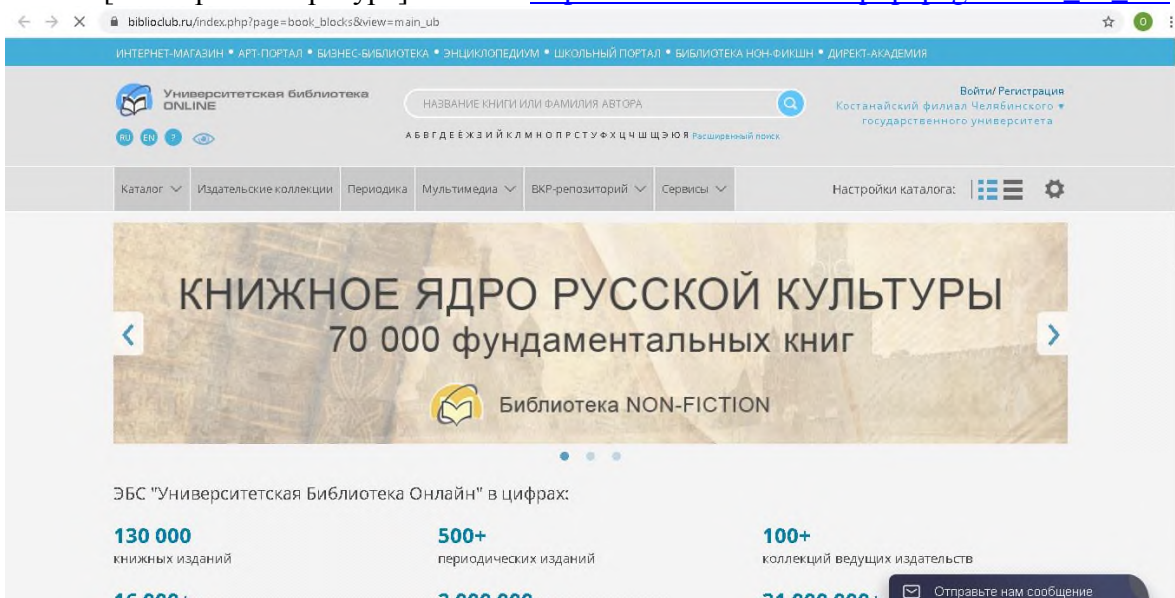 biblioclub.ru/index.php?page=book_blocks&view=main_ub
О
ИНТЕРНЕТ-МАГАЗИН • АРТ-ПОРТАЛ • БИЗНЕС-БИБЛИОТЕКА • ЭНЦИКЛОПЕДИУМ • ШКОЛЬНЫЙ ПОРТАЛ • БИБЛИОТЕКА НОН-ФИКШН • ДИРЕКТ-АКАДЕМИЯ
Университетская библиотека
ONLINE
НАЗВАНИЕ КНИГИ ИЛИ ФАМИЛИЯ АВТОРА
Войти/ Регистрация
Костанайский филиал Челябинского
государственного университета
RU EN ?
А Б В Г Д Е Ё Ж З И Й К Л М Н О П Р С Т У Ф Х Ц Ч Ш Щ Э Ю Я Расширенный поиск
Каталог Издательские коллекции Периодика Мультимедиа ВКР-репозиторий Сервисы Настройки каталога:
КНИЖНОЕ ЯДРО РУССКОЙ КУЛЬТУРЫ
70 000 фундаментальных книг
Библиотека NON-FICTION
ЭБС "Университетская Библиотека Онлайн" в цифрах:
130 000 500+ 100+
книжных изданий периодических изданий коллекций ведущих издательств
Отправьте нам сообщение